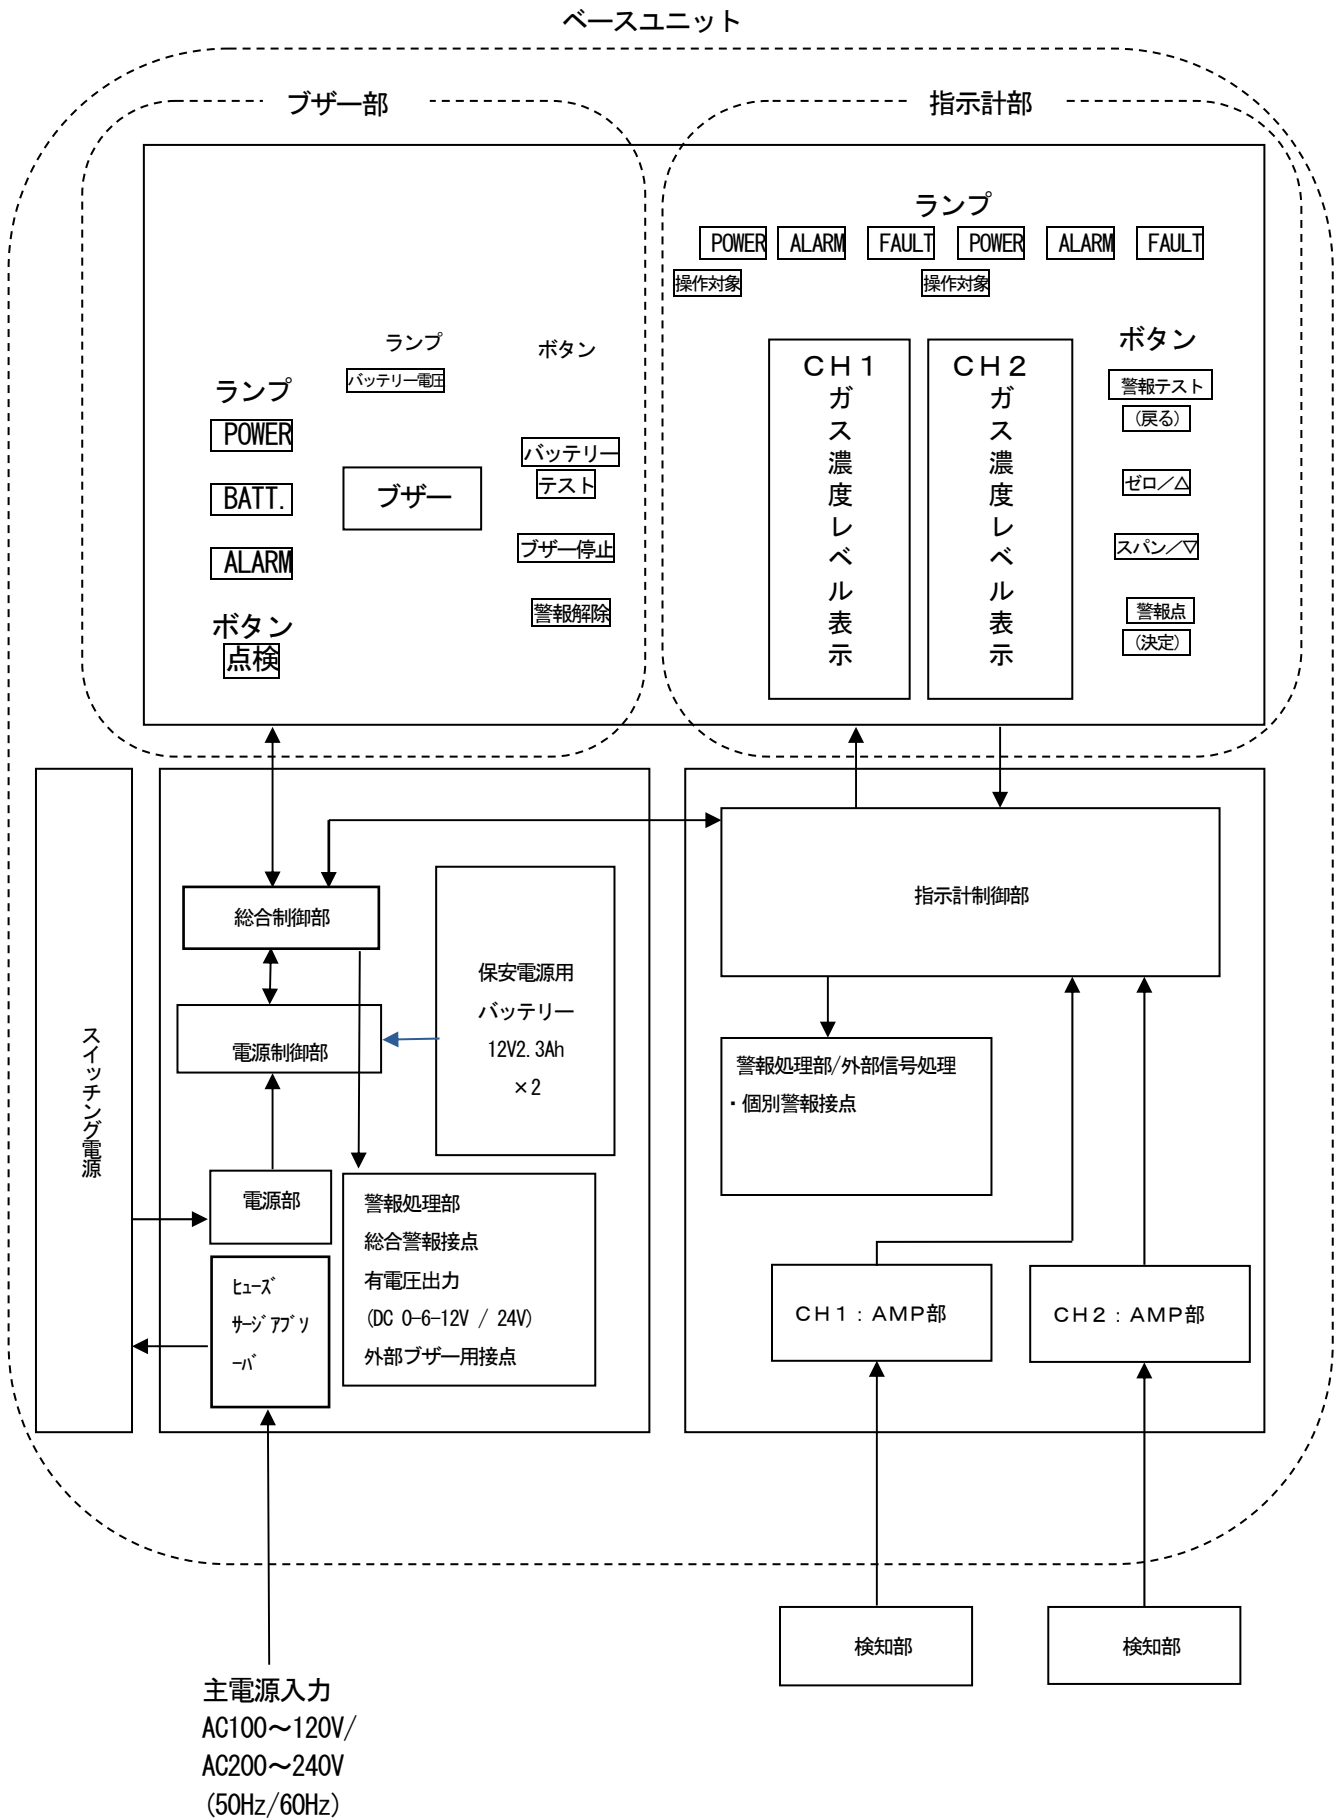 ベースユニット
ブザー部
指示計部
ランプ
POWER
ALARM
FAULT
POWER
ALARM
FAULT
操作対象
操作対象
ランプ
バッテリー電圧
ボタン
ランプ
POWER
BATT.
ALARM
ボタン
点検
ブザー
バッテリー
テスト
ブザー停止
警報解除
CH1
ガス濃度レベル表示
CH2
ガス濃度レベル表示
ボタン
警報テスト
(戻る)
ゼロ/△
スパン/▽
警報点
(決定)
スイッチング電源
総合制御部
電源制御部
保安電源用
バッテリー
12V2.3Ah
×2
電源部
ヒューズ
サージアブソ
ーバ
警報処理部
総合警報接点
有電圧出力
(DC 0-6-12V / 24V)
外部ブザー用接点
指示計制御部
警報処理部/外部信号処理
・個別警報接点
CH1：AMP部
CH2：AMP部
検知部
検知部
主電源入力
AC100～120V/
AC200～240V
(50Hz/60Hz)